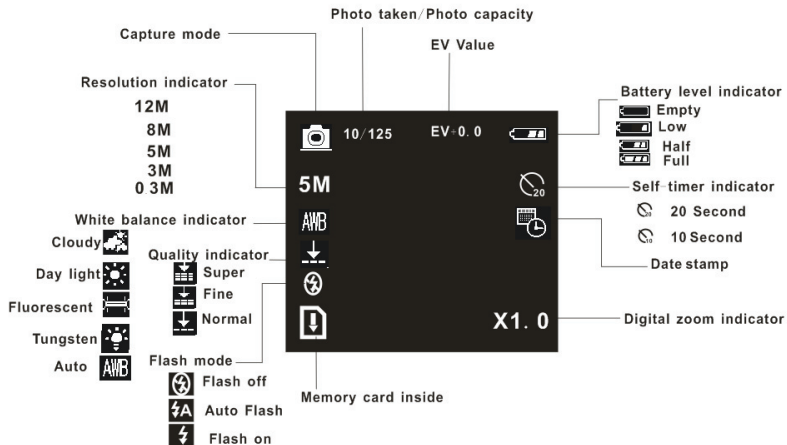 Photo taken/Photo capacity
Capture mode
EV Value
Resolution indicator
12M
8M
5M
3M
0 3M
Battery level indicator
Empty
Low
Half
Full
10/125
EV+0.0
5M
20
Self-timer indicator
20 20 Second
10 10 Second
White balance indicator
AWB
Cloudy
Day light
Fluorescent
Tungsten
Auto AWB
Quality indicator
Super
Fine
Normal
Date stamp
X1.0
Digital zoom indicator
Flash mode
Flash off
A Auto Flash
Flash on
Memory card inside